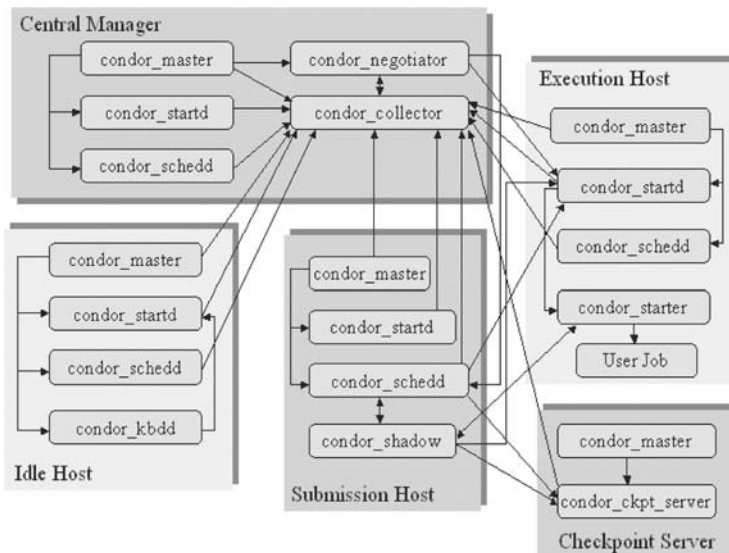 Central Manager
condor_master
condor_negotiator
condor_startd
condor_collector
condor_schedd
Execution Host
condor_master
condor_startd
condor_schedd
condor_starter
User Job
condor_master
condor_startd
condor_schedd
condor_kbdd
Idle Host
condor_master
condor_startd
condor_schedd
condor_shadow
Submission Host
condor_master
condor_ckpt_server
Checkpoint Server